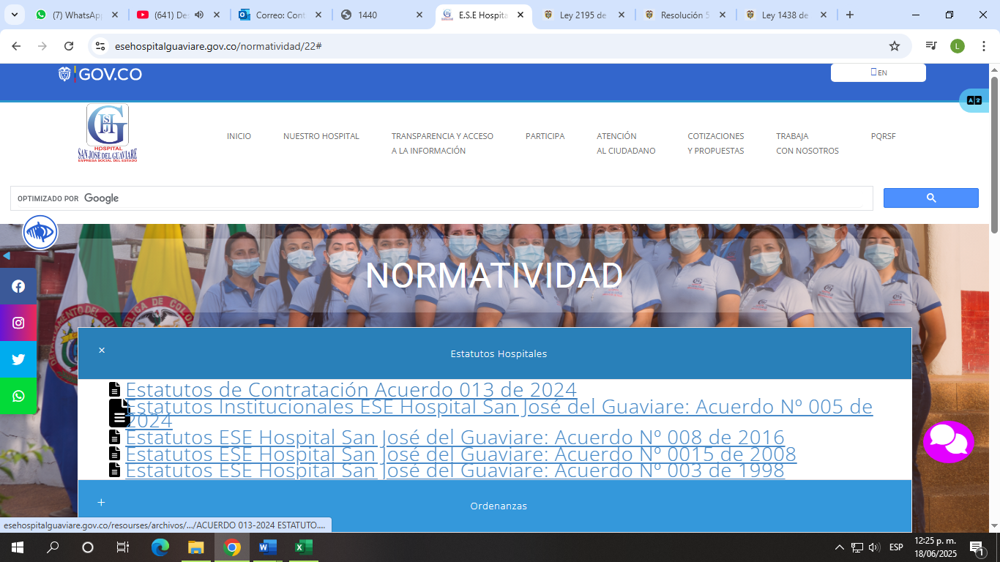 (7) WhatsApp
(641) Des
Correo: Cont
1440
E.S.E Hospita
Ley 2195 de
Resolución 5
Ley 1438 de
esehospitalguaviare.gov.co/normatividad/22#
L
GOV.CO
EN
HOSPITAL
SAN JOSE DEL GUAVIARE
EMPRESA SOCIAL DEL ESTADO
INICIO
NUESTRO HOSPITAL
TRANSPARENCIA Y ACCESO
A LA INFORMACIÓN
PARTICIPA
ATENCIÓN
AL CIUDADANO
COTIZACIONES
Y PROPUESTAS
TRABAJA
CON NOSOTROS
PQRSF
OPTIMIZADO POR Google
NORMATIVIDAD
Estatutos Hospitales
Estatutos de Contratación Acuerdo 013 de 2024
Estatutos Institucionales ESE Hospital San José del Guaviare: Acuerdo Nº 005 de
2024
Estatutos ESE Hospital San José del Guaviare: Acuerdo Nº 008 de 2016
Estatutos ESE Hospital San José del Guaviare: Acuerdo Nº 0015 de 2008
Estatutos ESE Hospital San José del Guaviare: Acuerdo Nº 003 de 1998
Ordenanzas
esehospitalguaviare.gov.co/resourses/archivos/.../ACUERDO 013-2024 ESTATUTO....
ESP
12:25 p. m.
18/06/2025
1